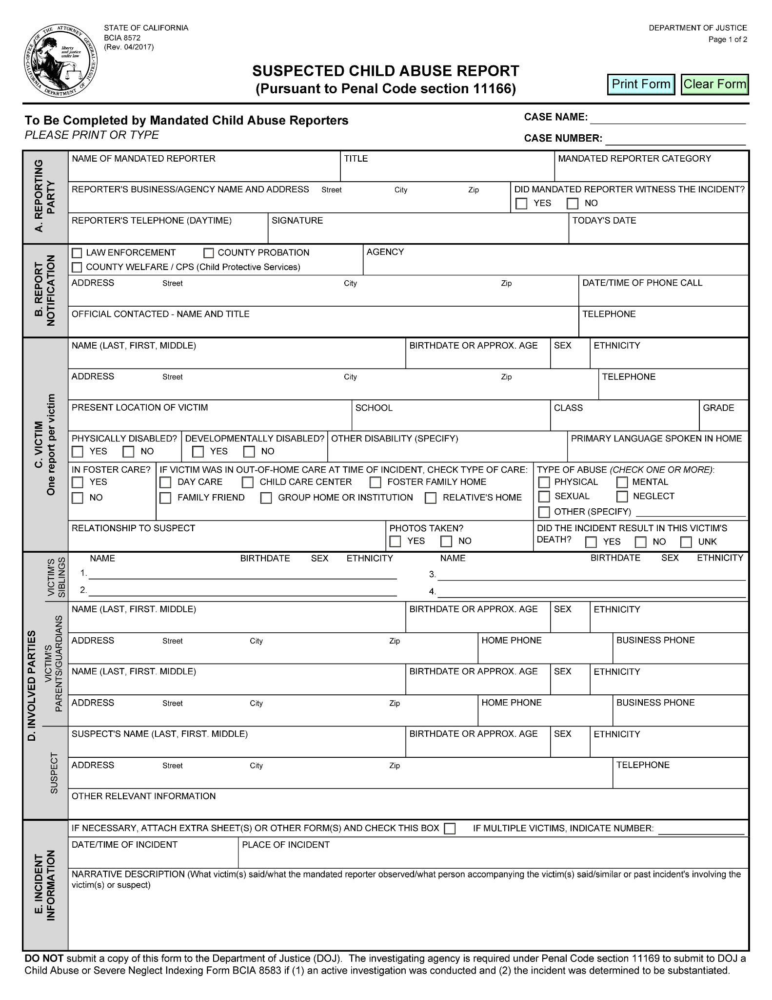 OFFICE OF THE ATTORNEY GENERAL
CALIFORNIA DEPARTMENT OF JUSTICE
liberty
and justice
under law
STATE OF CALIFORNIA
BCIA 8572
(Rev. 04/2017)
DEPARTMENT OF JUSTICE
Page 1 of 2
SUSPECTED CHILD ABUSE REPORT
(Pursuant to Penal Code section 11166)
Print Form Clear Form
To Be Completed by Mandated Child Abuse Reporters
PLEASE PRINT OR TYPE
CASE NAME:
CASE NUMBER:
A. REPORTING
PARTY
NAME OF MANDATED REPORTER TITLE MANDATED REPORTER CATEGORY
REPORTER'S BUSINESS/AGENCY NAME AND ADDRESS Street City Zip DID MANDATED REPORTER WITNESS THE INCIDENT?
YES NO
REPORTER'S TELEPHONE (DAYTIME) SIGNATURE TODAY'S DATE
B. REPORT
NOTIFICATION
LAW ENFORCEMENT COUNTY PROBATION AGENCY
COUNTY WELFARE / CPS (Child Protective Services)
ADDRESS Street City Zip DATE/TIME OF PHONE CALL
OFFICIAL CONTACTED - NAME AND TITLE TELEPHONE
C. VICTIM
One report per victim
NAME (LAST, FIRST, MIDDLE) BIRTHDATE OR APPROX. AGE SEX ETHNICITY
ADDRESS Street City Zip TELEPHONE
PRESENT LOCATION OF VICTIM SCHOOL CLASS GRADE
PHYSICALLY DISABLED? DEVELOPMENTALLY DISABLED? OTHER DISABILITY (SPECIFY) PRIMARY LANGUAGE SPOKEN IN HOME
YES NO YES NO
IN FOSTER CARE? IF VICTIM WAS IN OUT-OF-HOME CARE AT TIME OF INCIDENT, CHECK TYPE OF CARE: TYPE OF ABUSE (CHECK ONE OR MORE):
YES DAY CARE CHILD CARE CENTER FOSTER FAMILY HOME PHYSICAL MENTAL
NO FAMILY FRIEND GROUP HOME OR INSTITUTION RELATIVE'S HOME SEXUAL NEGLECT
OTHER (SPECIFY)
RELATIONSHIP TO SUSPECT PHOTOS TAKEN? DID THE INCIDENT RESULT IN THIS VICTIM'S
YES NO DEATH? YES NO UNK
D. INVOLVED PARTIES
VICTIM'S
SIBLINGS
NAME BIRTHDATE SEX ETHNICITY NAME BIRTHDATE SEX ETHNICITY
1. 3.
2. 4.
VICTIM'S
PARENTS/GUARDIANS
NAME (LAST, FIRST. MIDDLE) BIRTHDATE OR APPROX. AGE SEX ETHNICITY
ADDRESS Street City Zip HOME PHONE BUSINESS PHONE
NAME (LAST, FIRST. MIDDLE) BIRTHDATE OR APPROX. AGE SEX ETHNICITY
ADDRESS Street City Zip HOME PHONE BUSINESS PHONE
SUSPECT
SUSPECT'S NAME (LAST, FIRST. MIDDLE) BIRTHDATE OR APPROX. AGE SEX ETHNICITY
ADDRESS Street City Zip TELEPHONE
OTHER RELEVANT INFORMATION
E. INCIDENT
INFORMATION
IF NECESSARY, ATTACH EXTRA SHEET(S) OR OTHER FORM(S) AND CHECK THIS BOX IF MULTIPLE VICTIMS, INDICATE NUMBER:
DATE/TIME OF INCIDENT PLACE OF INCIDENT
NARRATIVE DESCRIPTION (What victim(s) said/what the mandated reporter observed/what person accompanying the victim(s) said/similar or past incident's involving the
victim(s) or suspect)
DO NOT submit a copy of this form to the Department of Justice (DOJ). The investigating agency is required under Penal Code section 11169 to submit to DOJ a
Child Abuse or Severe Neglect Indexing Form BCIA 8583 if (1) an active investigation was conducted and (2) the incident was determined to be substantiated.